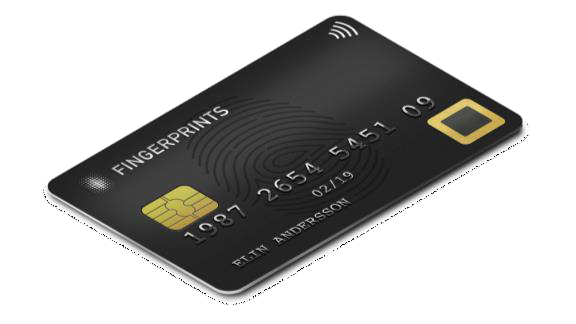 FINGERPRINTS
1987 2654 5451 09
02/19
ELIN ANDERSSON